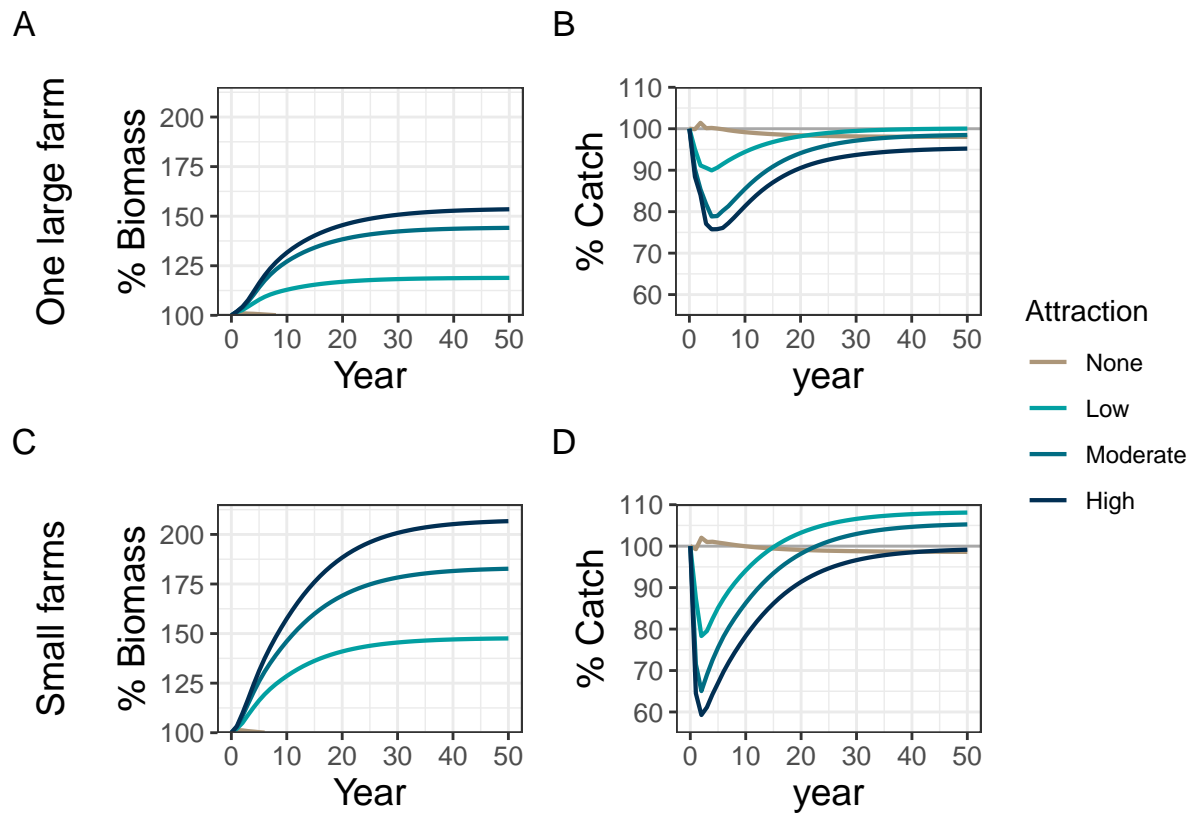 A
One large farm
% Biomass
200
175
150
125
100
0 10 20 30 40 50
Year
B
% Catch
110
100
90
80
70
60
0 10 20 30 40 50
year
C
Small farms
% Biomass
200
175
150
125
100
0 10 20 30 40 50
Year
D
% Catch
110
100
90
80
70
60
0 10 20 30 40 50
year
Attraction
None
Low
Moderate
High